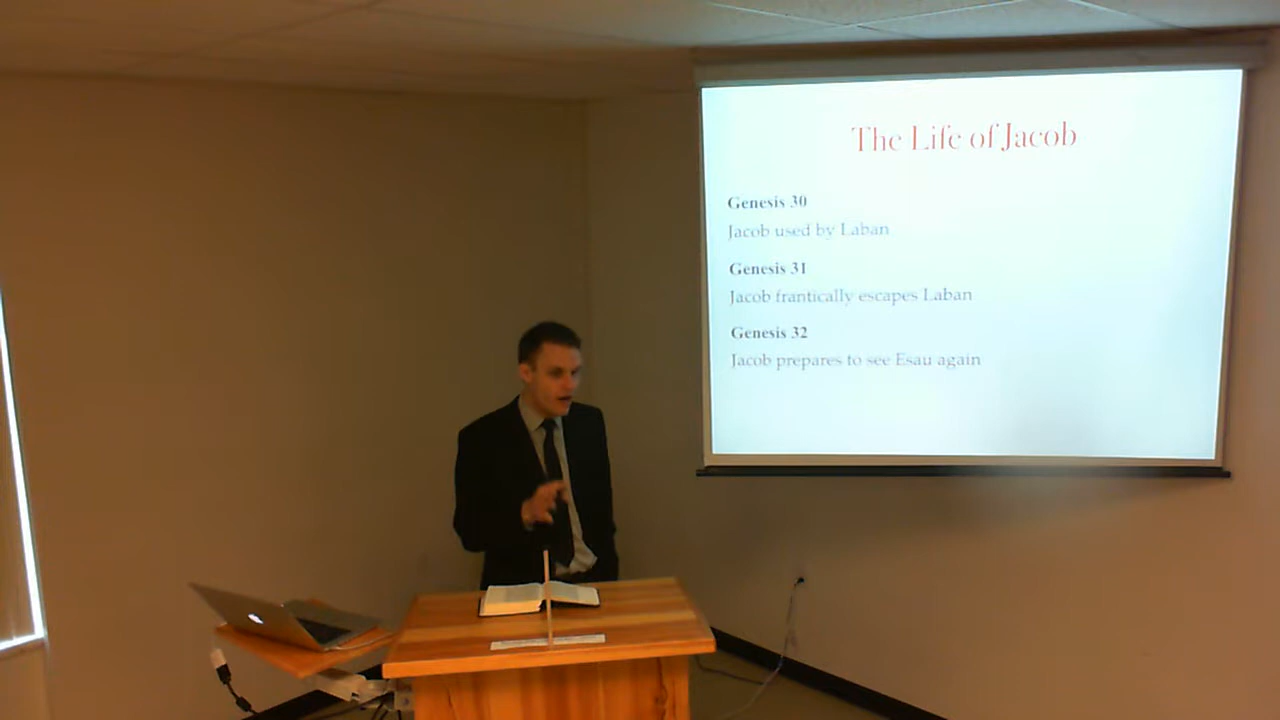 The Life of Jacob
Genesis 30
Jacob used by Laban
Genesis 31
Jacob frantically escapes Laban
Genesis 32
Jacob prepares to see Esau again